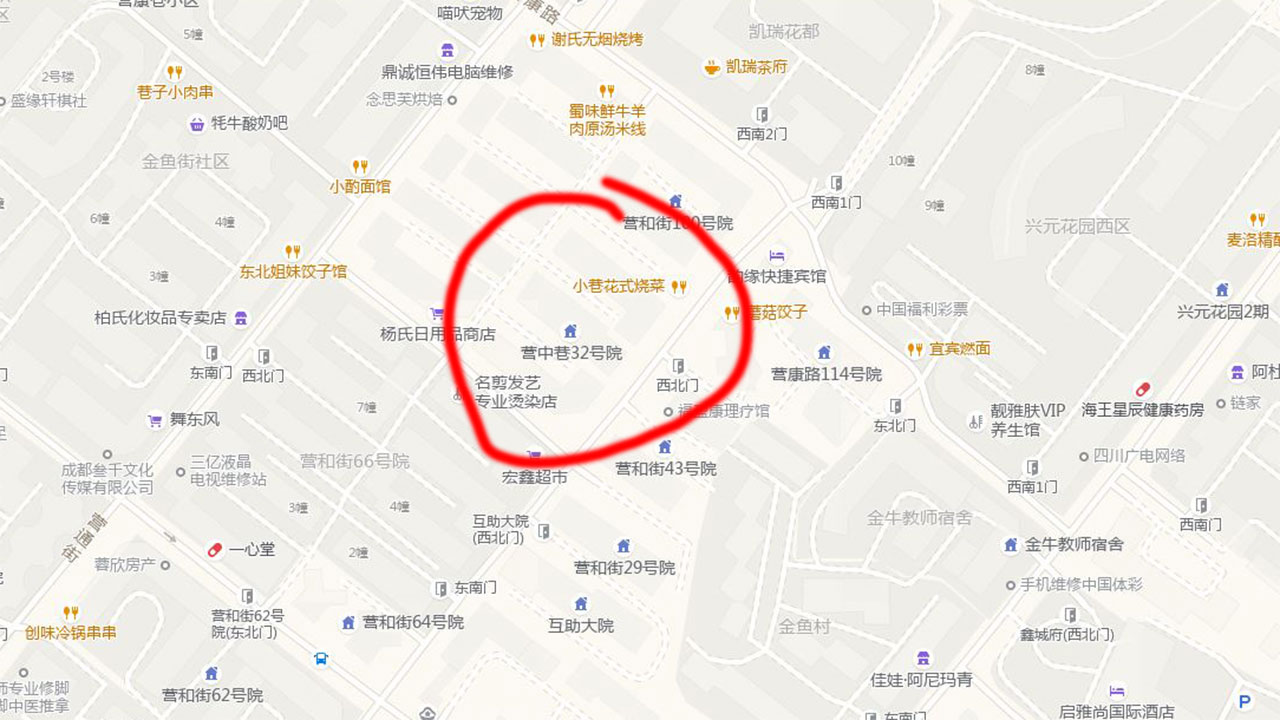 喵吠宠物
康路
5幢
谢氏无烟烧烤
凯瑞花都
2号楼
鼎诚恒伟电脑维修
凯瑞茶府
8幢
盛缘轩棋社
巷子小肉串
念思芙烘焙
蜀味鲜牛羊
肉原汤米线
牦牛酸奶吧
西南2门
金鱼街社区
10幢
小酌面馆
西南1门
9幢
6幢
4幢
营和街160号院
兴元花园西区
麦洛精酿
东北姐妹饺子馆
3幢
小巷花式烧菜
韵缘快捷宾馆
柏氏化妆品专卖店
杨氏日用品商店
蘑菇饺子
中国福利彩票
兴元花园2期
营中巷32号院
宜宾燃面
东南门
西北门
名剪发艺
专业烫染店
西北门
营康路114号院
阿杜
7幢
海王星辰健康药房
链家
舞东风
康理疗馆
东北门
靓雅肤VIP
养生馆
成都叁千文化
传媒有限公司
三亿液晶
电视维修站
营和街66号院
宏鑫超市
营和街43号院
四川广电网络
西南1门
3幢
4幢
营通街
互助大院
(西北门)
金牛教师宿舍
西南门
一心堂
2幢
金牛教师宿舍
蓉欣房产
营和街29号院
东南门
手机维修中国体彩
创味冷锅串串
营和街62号
院(东北门)
营和街64号院
互助大院
金鱼村
鑫城府(西北门)
师专业修脚
脚中医推拿
营和街62号院
佳娃·阿尼玛青
启雅尚国际酒店
东南门
P